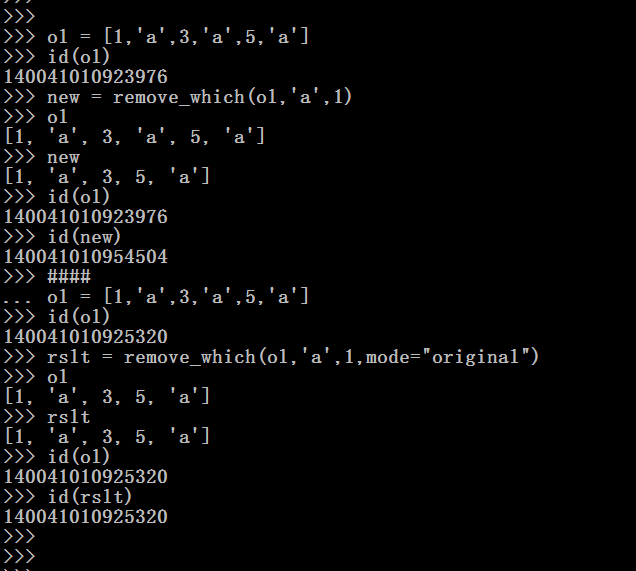 >>>
>>>
>>> ol = [1,'a',3,'a',5,'a']
>>> id(ol)
140041010923976
>>> new = remove_which(ol,'a',1)
>>> ol
[1, 'a', 3, 'a', 5, 'a']
>>> new
[1, 'a', 3, 5, 'a']
>>> id(ol)
140041010923976
>>> id(new)
140041010954504
>>> ####
... ol = [1,'a',3,'a',5,'a']
>>> id(ol)
140041010925320
>>> rslt = remove_which(ol,'a',1,mode="original")
>>> ol
[1, 'a', 3, 5, 'a']
>>> rslt
[1, 'a', 3, 5, 'a']
>>> id(ol)
140041010925320
>>> id(rslt)
140041010925320
>>>
>>>
>>>